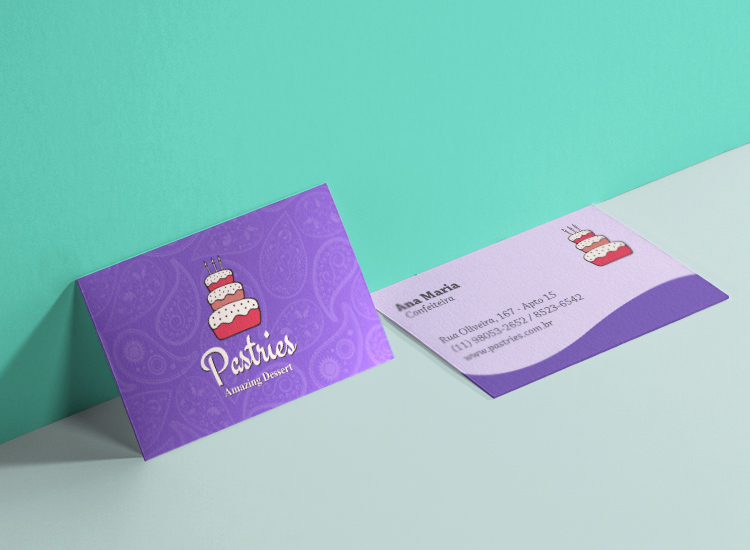 Pastries
Amazing Dessert
Ana Maria
Confeiteira
Rua Oliveira, 167 - Apto 15
(11) 98053-2652 / 8523-6542
www.pastries.com.br